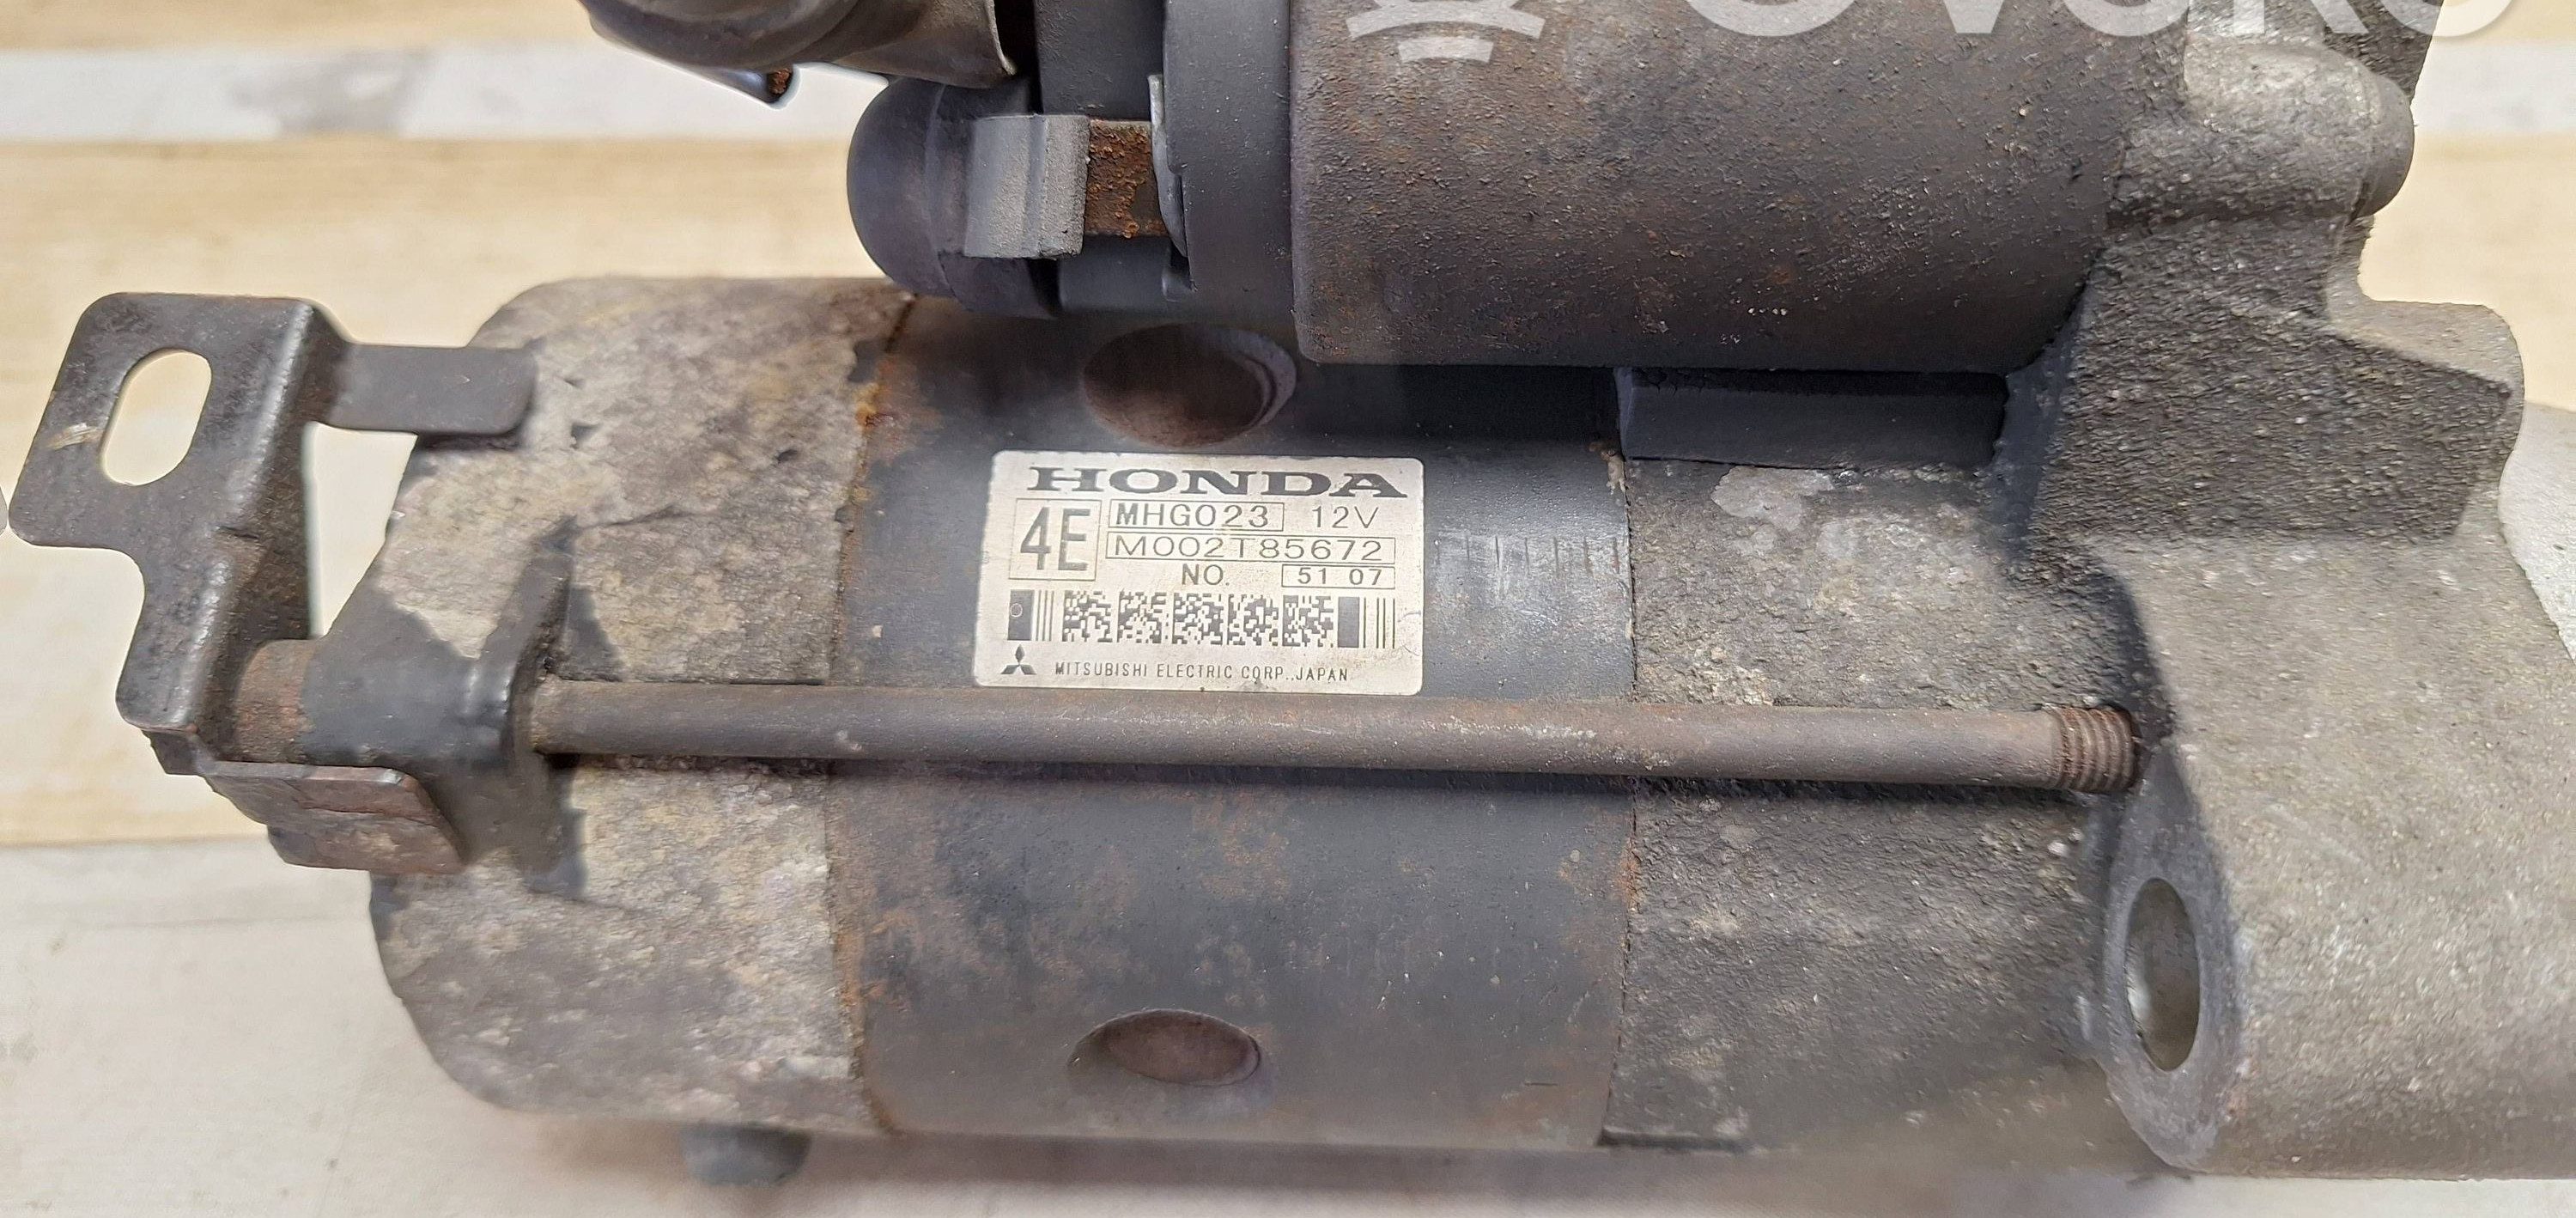 HONDA
4E MHG023 12V
M002T85672
NO. 51 07
MITSUBISHI ELECTRIC CORP., JAPAN